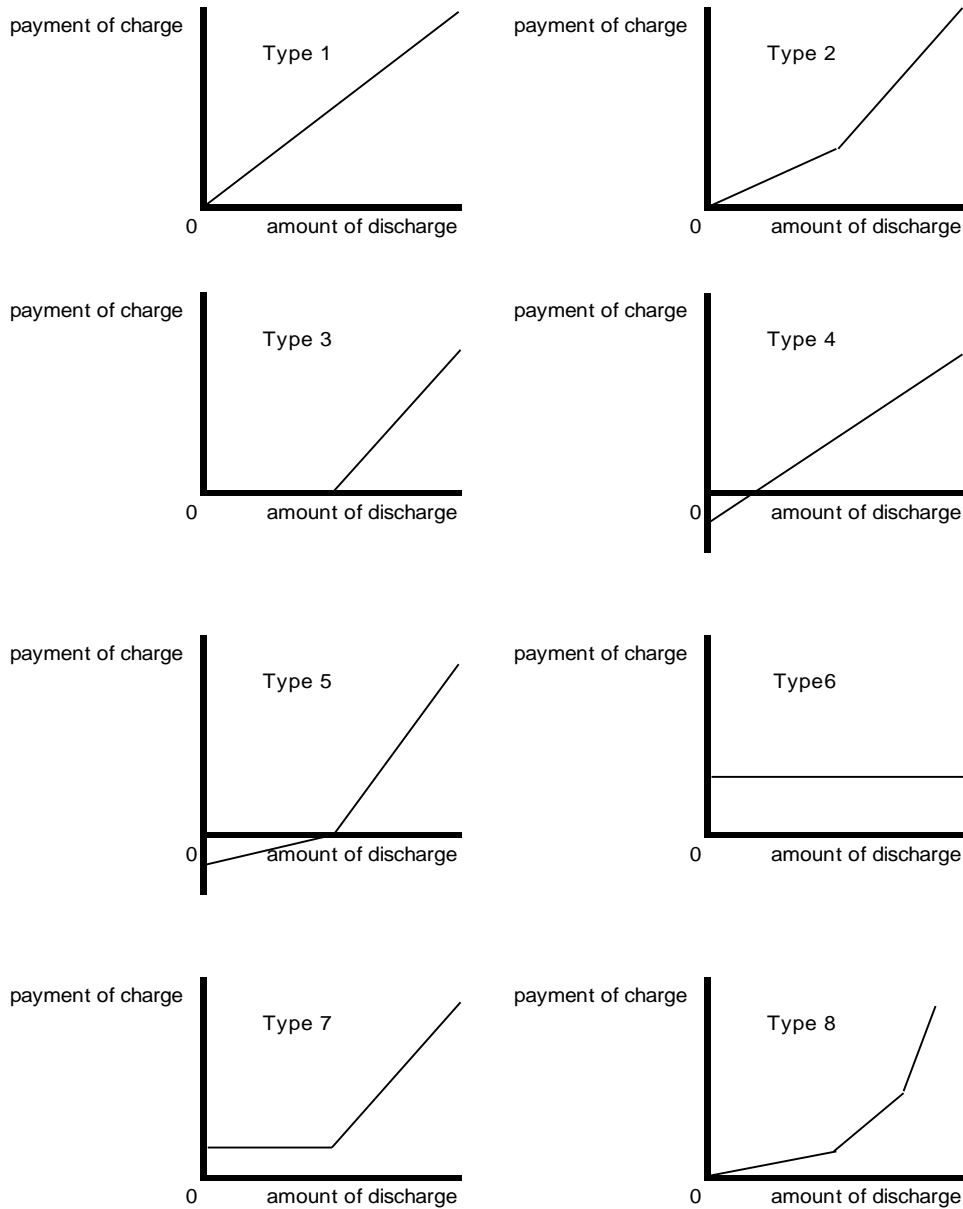 payment of charge
Type 1
0
amount of discharge
payment of charge
Type 2
0
amount of discharge
payment of charge
Type 3
0
amount of discharge
payment of charge
Type 4
0
amount of discharge
payment of charge
Type 5
0
amount of discharge
payment of charge
Type6
0
amount of discharge
payment of charge
Type 7
0
amount of discharge
payment of charge
Type 8
0
amount of discharge